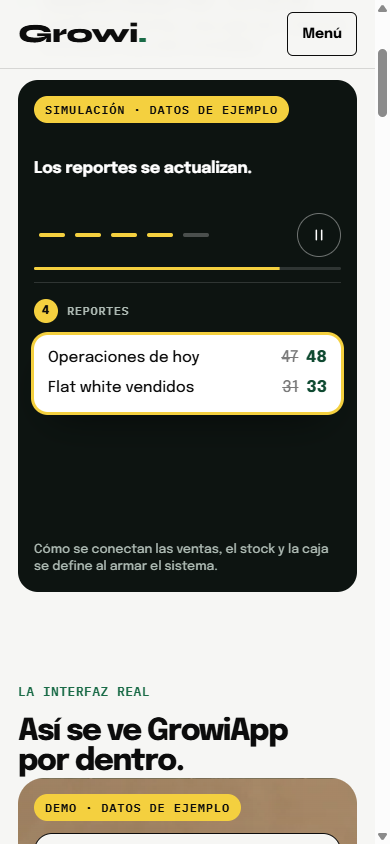 Growi.
Menú
SIMULACIÓN · DATOS DE EJEMPLO
Los reportes se actualizan.
4 REPORTES
Operaciones de hoy 47 48
Flat white vendidos 31 33
Cómo se conectan las ventas, el stock y la caja
se define al armar el sistema.
LA INTERFAZ REAL
Así se ve GrowiApp
por dentro.
DEMO · DATOS DE EJEMPLO